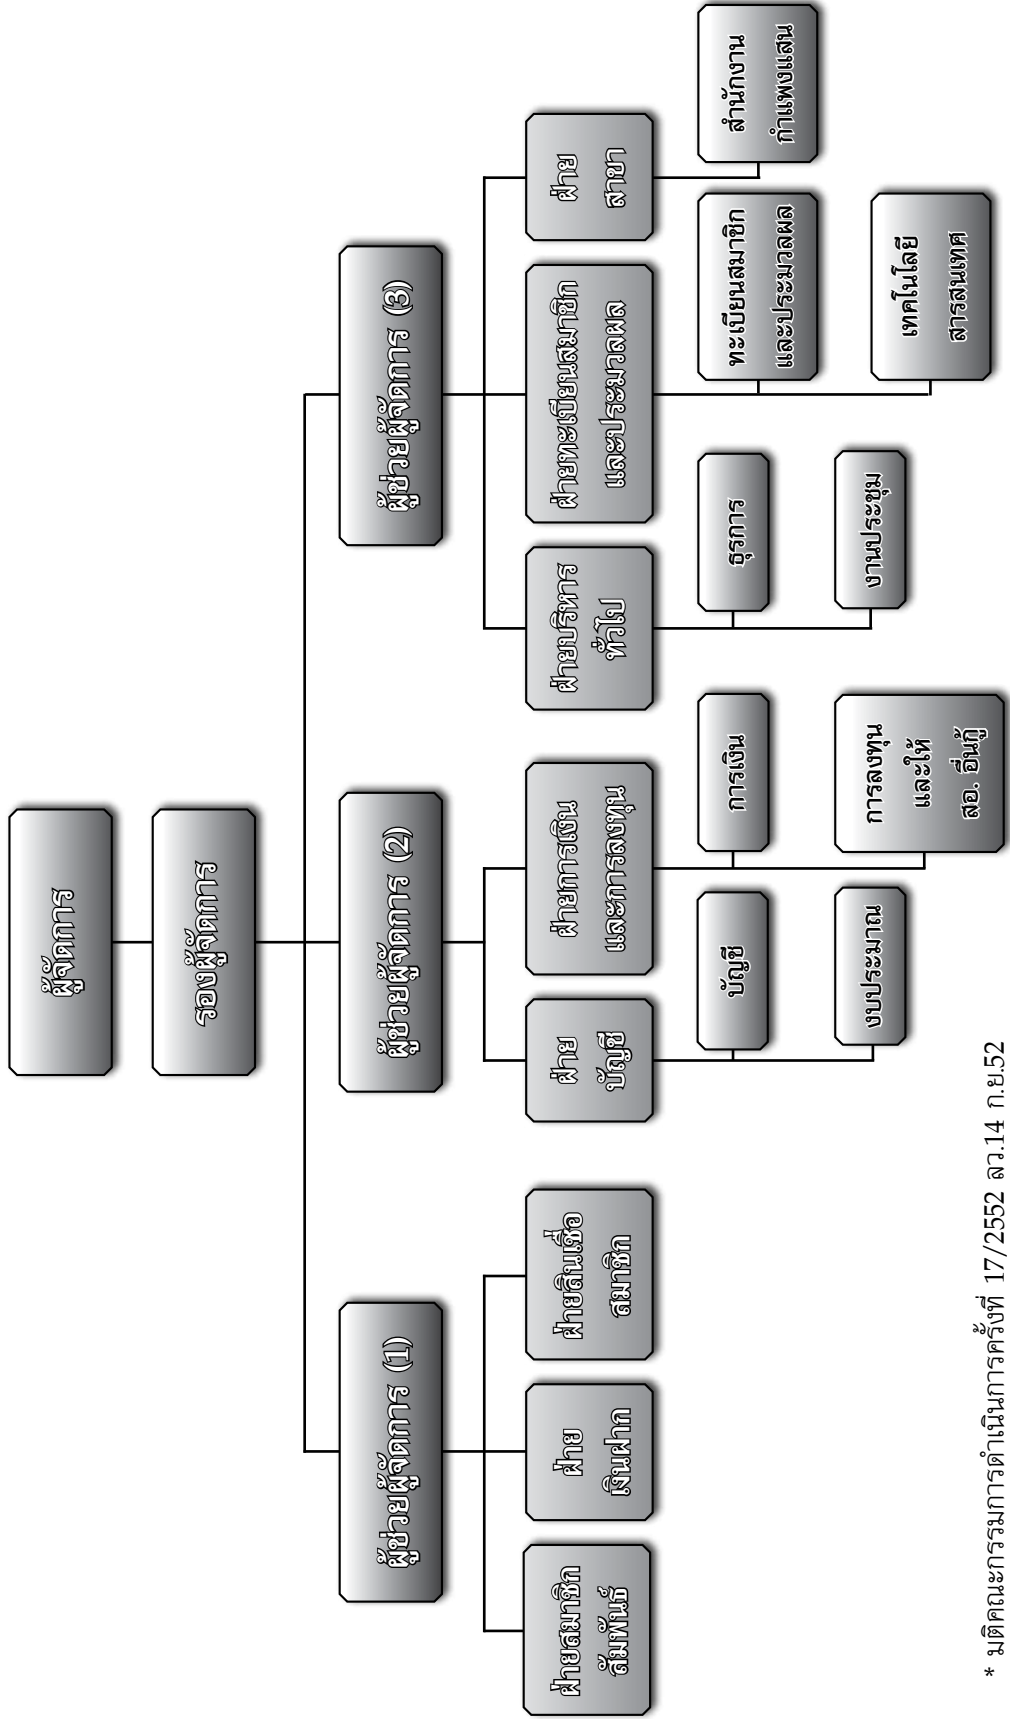 ผู้จัดการ
รองผู้จัดการ
ผู้ช่วยผู้จัดการ (1)
ผู้ช่วยผู้จัดการ (2)
ผู้ช่วยผู้จัดการ (3)
ฝ่ายสมาชิก
สัมพันธ์
ฝ่าย
เงินฝาก
ฝ่ายสินเชื่อ
สมาชิก
ฝ่าย
บัญชี
ฝ่ายการเงิน
และการลงทุน
ฝ่ายบริหาร
ทั่วไป
ฝ่ายทะเบียนสมาชิก
และประมวลผล
ฝ่าย
สาขา
บัญชี
การเงิน
ธุรการ
ทะเบียนสมาชิก
และประมวลผล
สำนักงาน
กำแพงแสน
งบประมาณ
การลงทุน
และให้
สอ. อื่นกู้
งานประชุม
เทคโนโลยี
สารสนเทศ
* มติคณะกรรมการดำเนินการครั้งที่ 17/2552 ลว.14 ก.ย.52